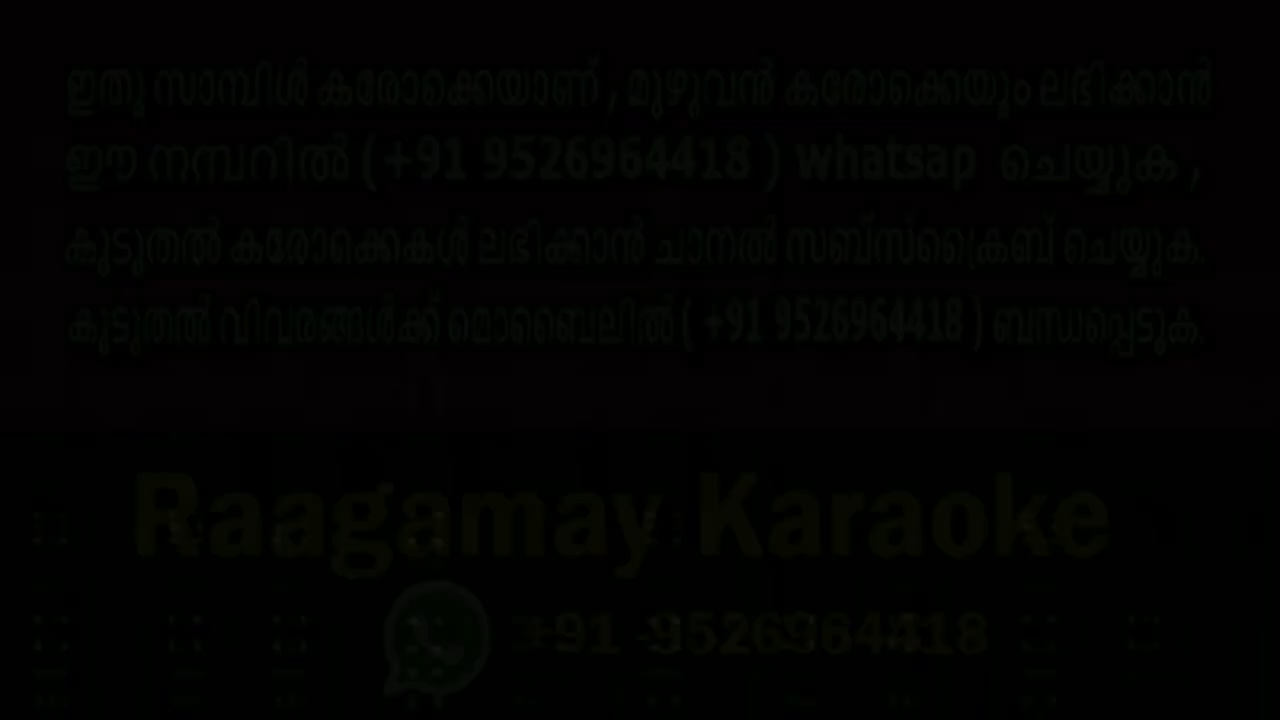 ഇതു സാമ്പിൾ കരോക്കെയാണ് , മുഴുവൻ കരോക്കെയും ലഭിക്കാൻ
ഈ നമ്പറിൽ (+91 9526964418 ) whatsap ചെയ്യുക ,
കുടുതൽ കരോക്കെകൾ ലഭിക്കാൻ ചാനൽ സബ്സ്ക്രൈബ് ചെയ്യുക.
കുടുതൽ വിവരങ്ങൾക്ക് മൊബൈലിൽ ( +91 9526964418 ) ബന്ധപ്പെടുക.
Raagamay Karaoke
+91 9526964418